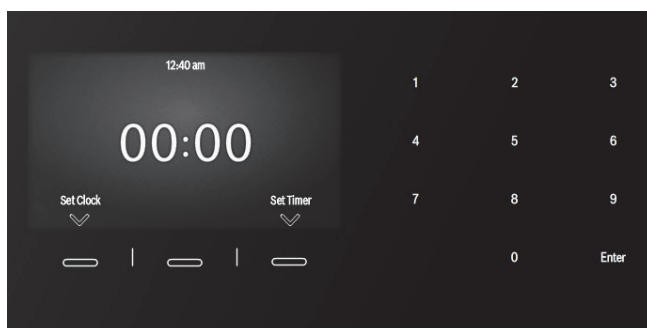 12:40 am
00:00
Set Clock
Set Timer
1 2 3
4 5 6
7 8 9
0 Enter